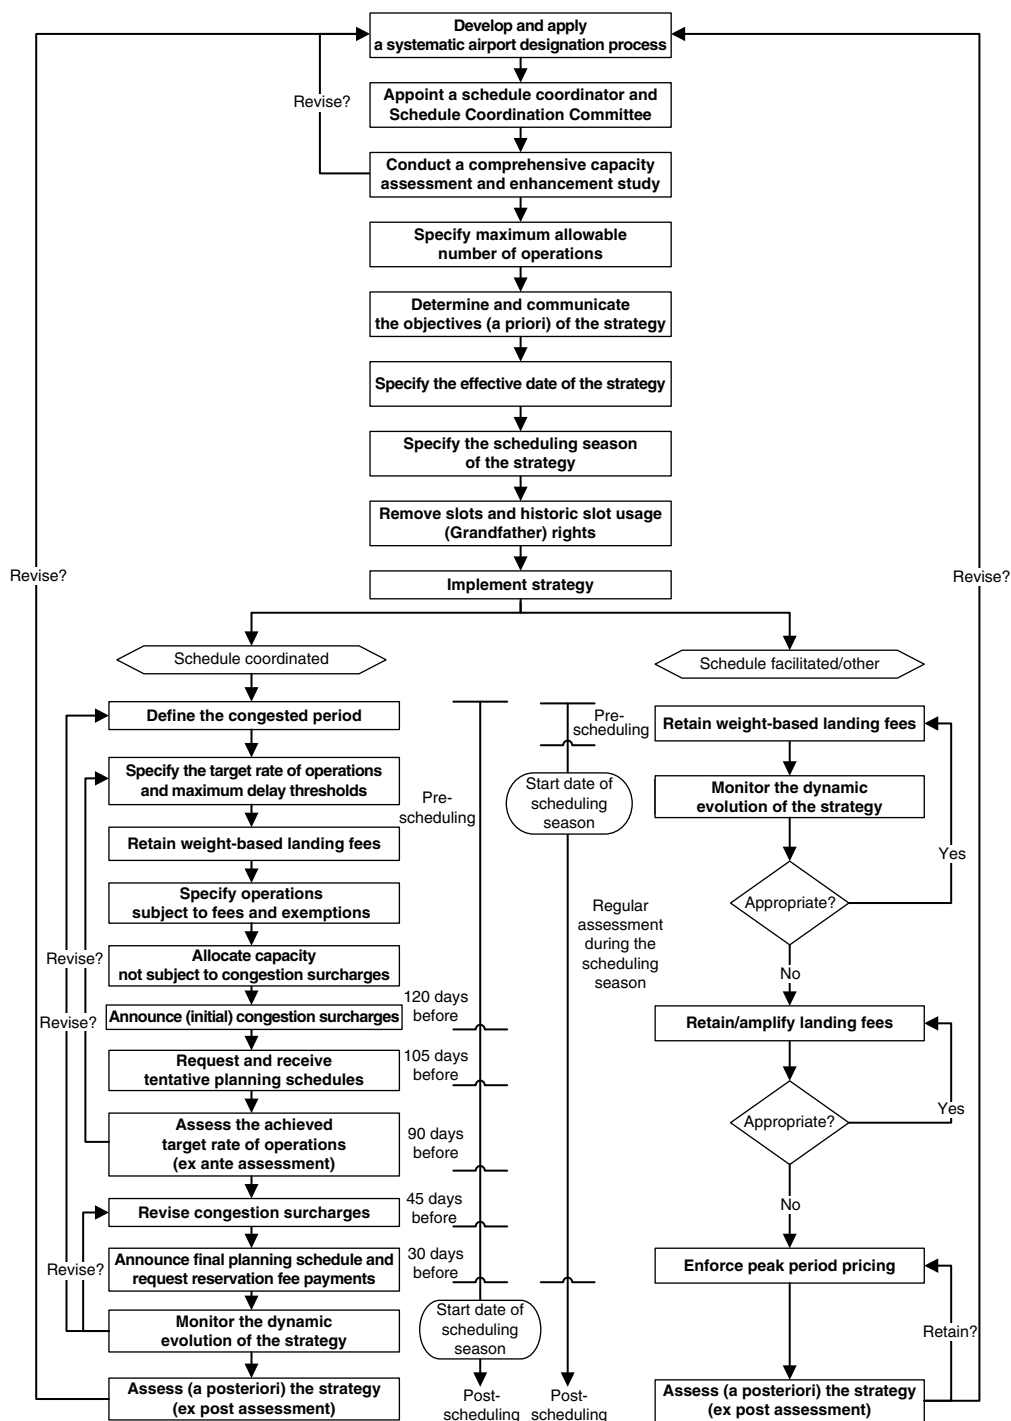 Develop and apply
a systematic airport designation process
Revise?
Appoint a schedule coordinator and
Schedule Coordination Committee
Conduct a comprehensive capacity
assessment and enhancement study
Specify maximum allowable
number of operations
Determine and communicate
the objectives (a priori) of the strategy
Specify the effective date of the strategy
Specify the scheduling season
of the strategy
Remove slots and historic slot usage
(Grandfather) rights
Revise?
Revise?
Implement strategy
Schedule coordinated
Define the congested period
Specify the target rate of operations
and maximum delay thresholds
Retain weight-based landing fees
Specify operations
subject to fees and exemptions
Allocate capacity
not subject to congestion surcharges
Revise?
Revise?
Announce (initial) congestion surcharges
Request and receive
tentative planning schedules
Assess the achieved
target rate of operations
(ex ante assessment)
Revise congestion surcharges
Announce final planning schedule and
request reservation fee payments
Revise?
Monitor the dynamic
evolution of the strategy
Assess (a posteriori) the strategy
(ex post assessment)
Pre-
scheduling
120 days
before
105 days
before
90 days
before
45 days
before
30 days
before
Start date of
scheduling
season
Post-
scheduling
Pre-
scheduling
Start date of
scheduling
season
Regular
assessment
during the
scheduling
season
Post-
scheduling
Schedule facilitated/other
Retain weight-based landing fees
Monitor the dynamic
evolution of the strategy
Yes
Appropriate?
No
Retain/amplify landing fees
Yes
Appropriate?
No
Enforce peak period pricing
Retain?
Assess (a posteriori) the strategy
(ex post assessment)